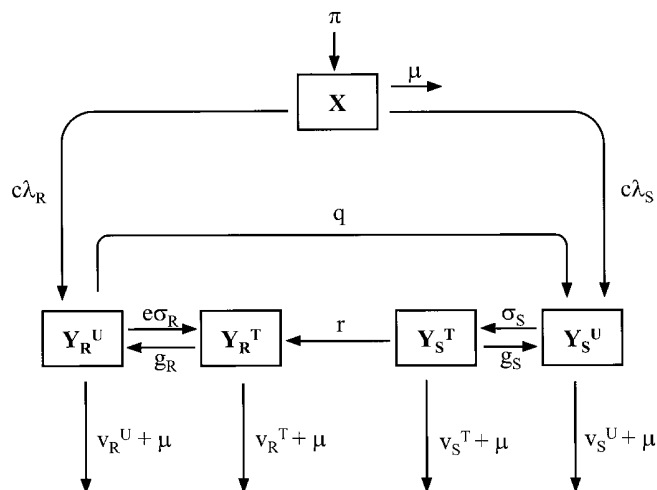 π
μ
X
cλ_R
cλ_S
q
Y_R^U
eσ_R
g_R
Y_R^T
r
Y_S^T
σ_S
g_S
Y_S^U
v_R^U + μ
v_R^T + μ
v_S^T + μ
v_S^U + μ